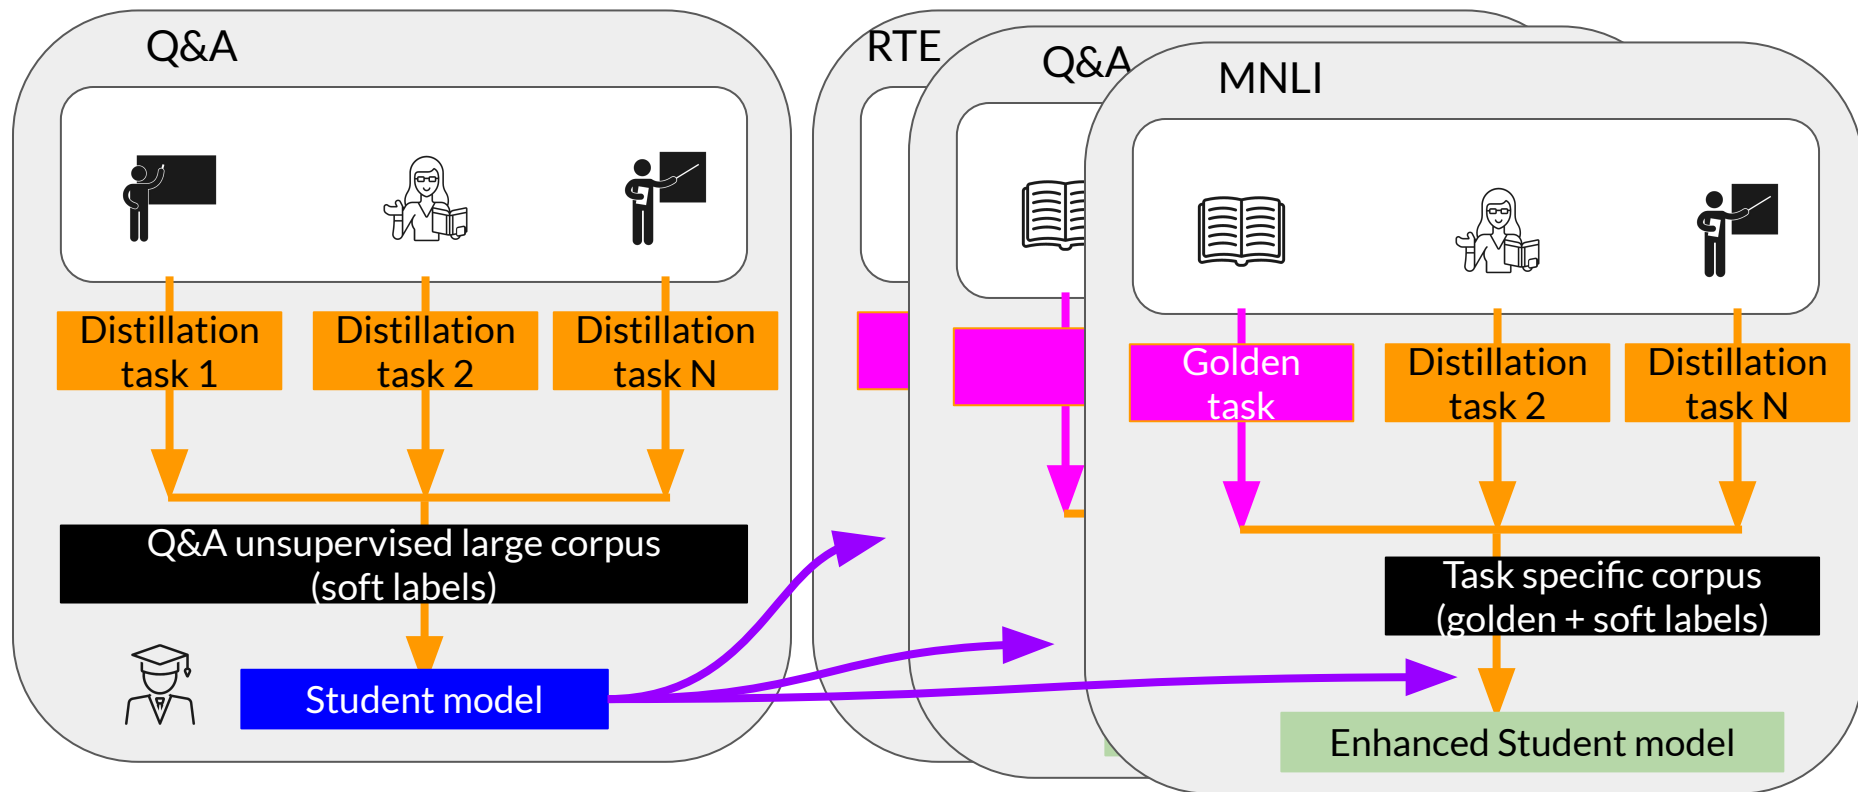 Q&A
Distillation
task 1
Distillation
task 2
Distillation
task N
Q&A unsupervised large corpus
(soft labels)
Student model
RTE
Q&A
MNLI
Golden
task
Distillation
task 2
Distillation
task N
Task specific corpus
(golden + soft labels)
Enhanced Student model